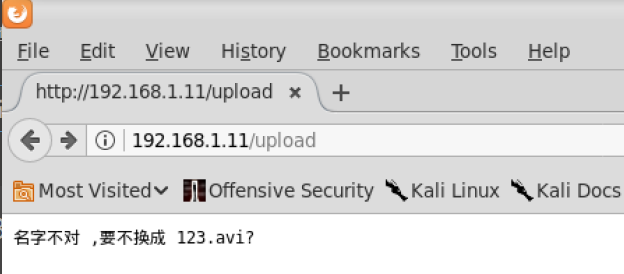 File Edit View History Bookmarks Tools Help
http://192.168.1.11/upload
192.168.1.11/upload
Most Visited Offensive Security Kali Linux Kali Docs
名字不对 ,要不换成 123.avi?